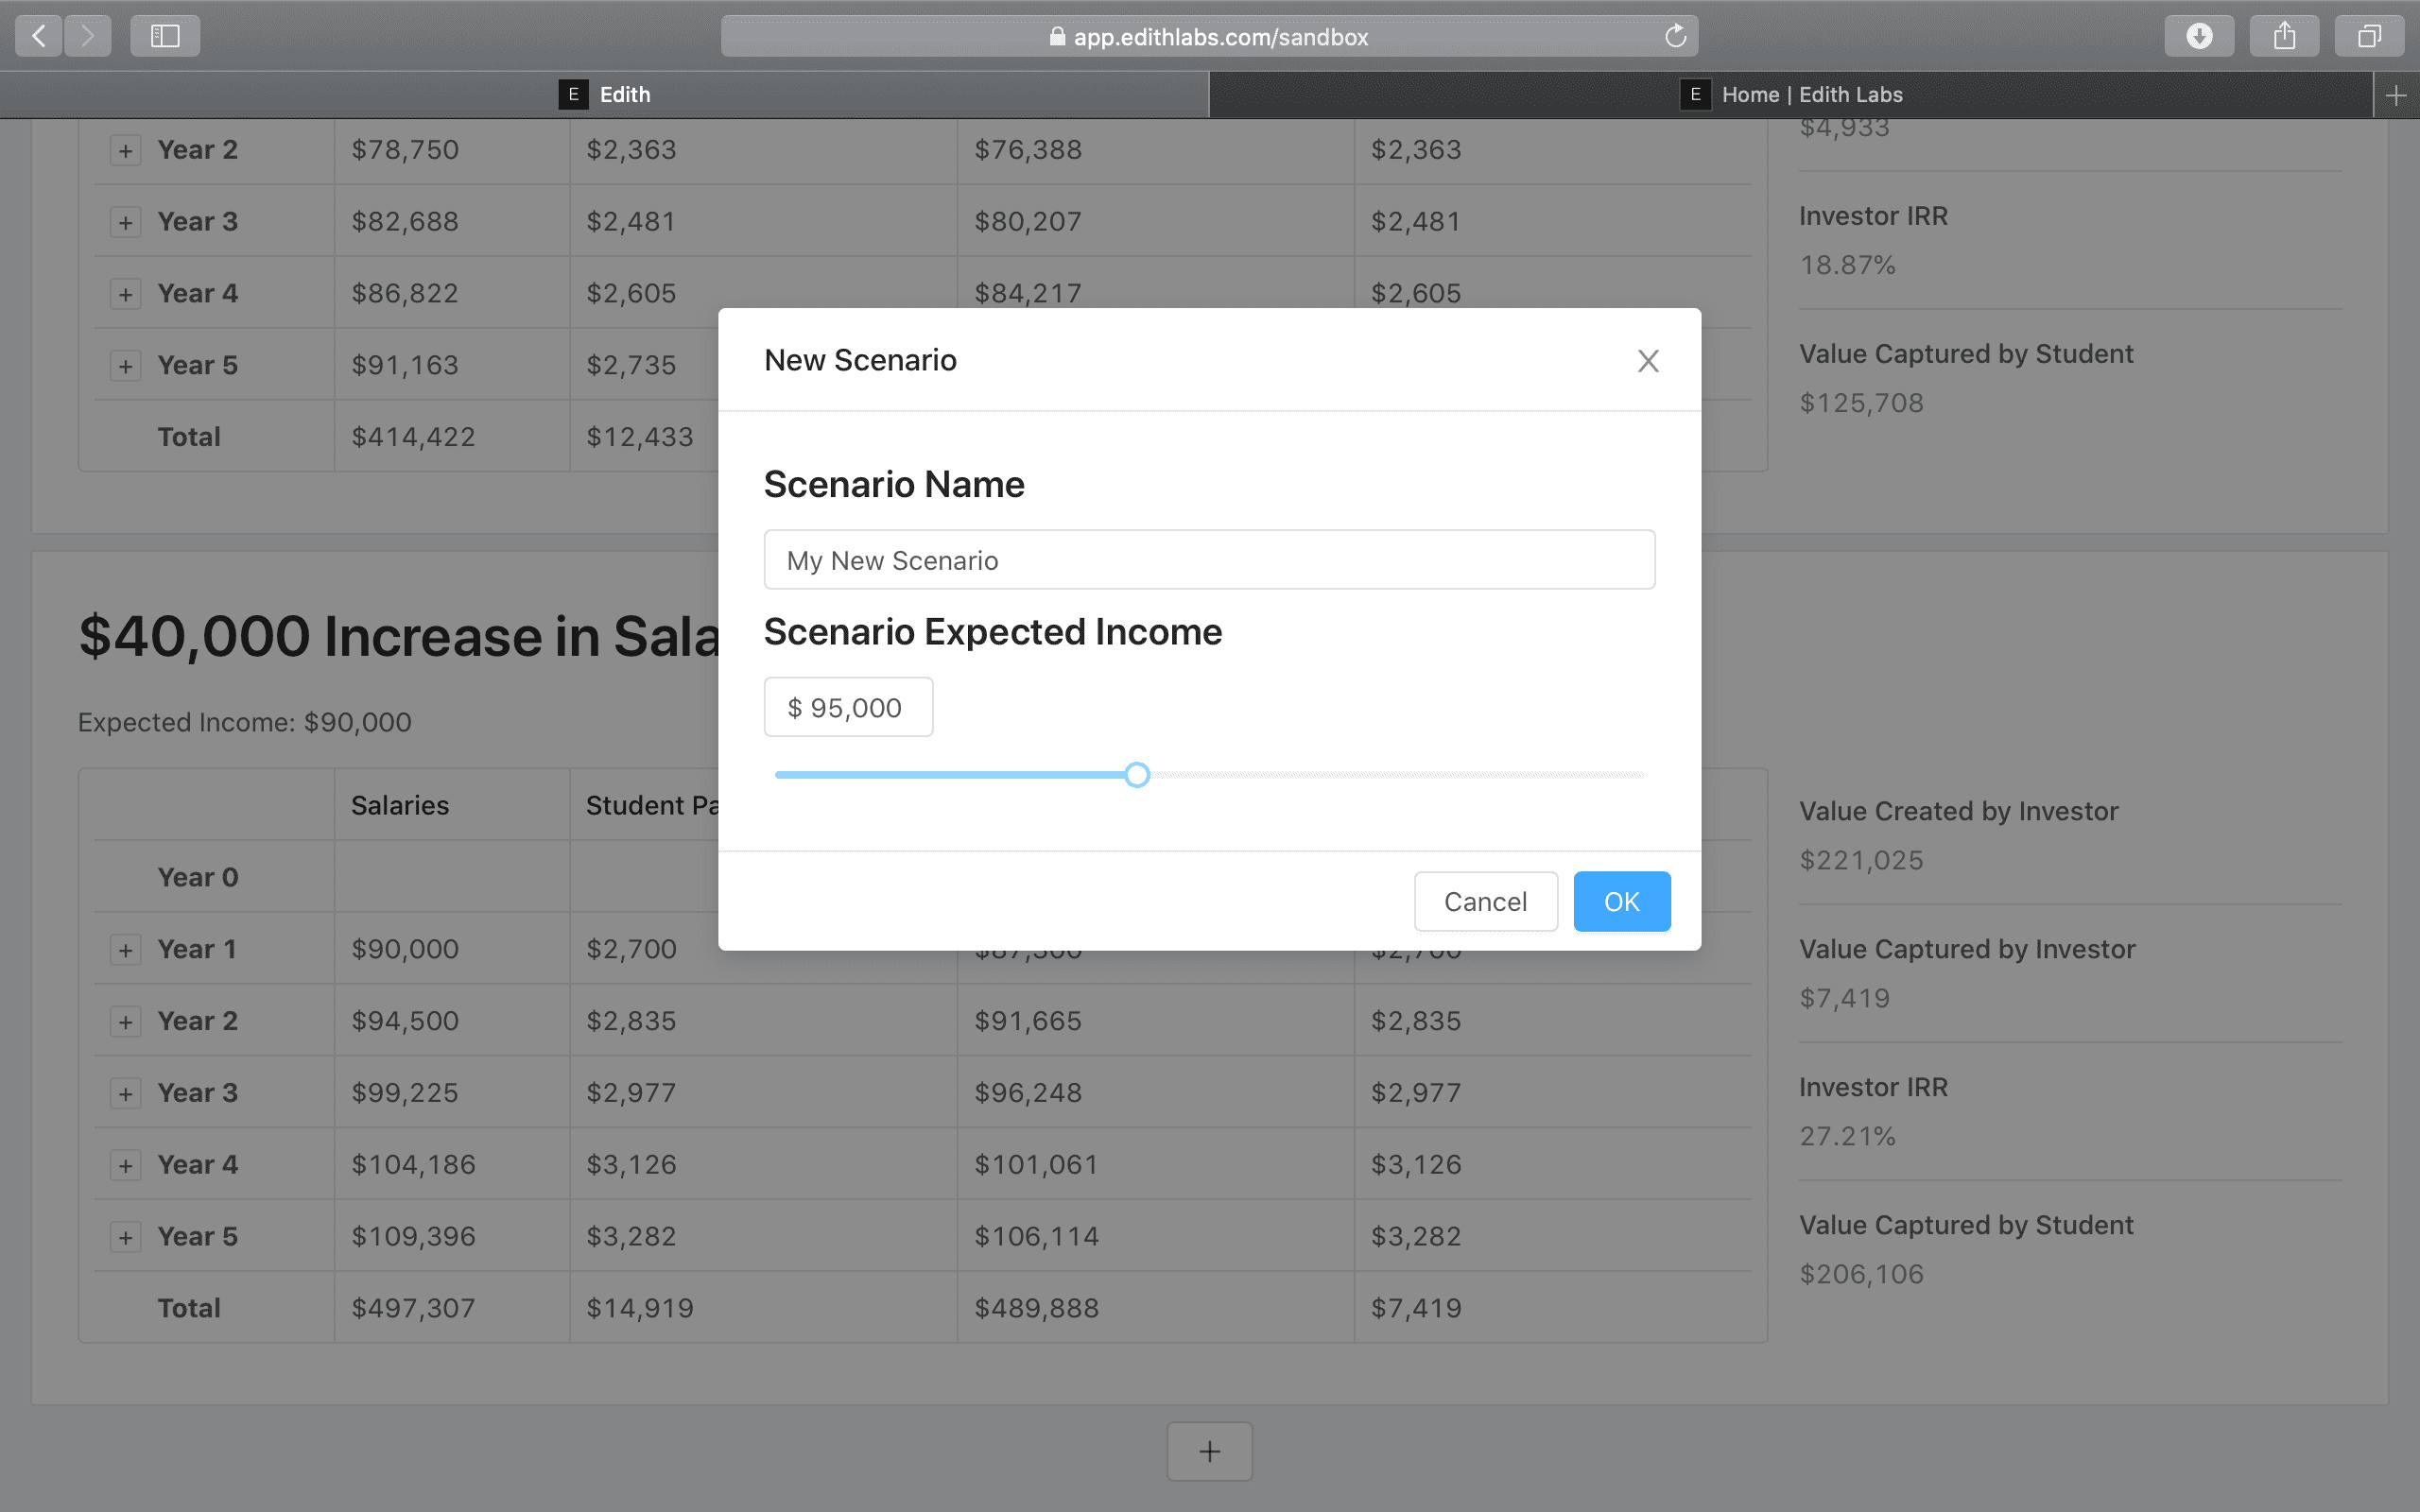 app.edithlabs.com/sandbox
E Edith
E Home | Edith Labs
+ Year 2 $78,750 $2,363 $76,388 $2,363
$4,933
+ Year 3 $82,688 $2,481 $80,207 $2,481
Investor IRR
18.87%
+ Year 4 $86,822 $2,605 $84,217 $2,605
+ Year 5 $91,163 $2,735
Value Captured by Student
$125,708
Total $414,422 $12,433
New Scenario
Scenario Name
My New Scenario
Scenario Expected Income
$ 95,000
Cancel OK
$40,000 Increase in Sala
Expected Income: $90,000
Salaries Student Pa
Value Created by Investor
$221,025
Year 0
+ Year 1 $90,000 $2,700 $87,300 $2,700
Value Captured by Investor
$7,419
+ Year 2 $94,500 $2,835 $91,665 $2,835
+ Year 3 $99,225 $2,977 $96,248 $2,977
Investor IRR
27.21%
+ Year 4 $104,186 $3,126 $101,061 $3,126
+ Year 5 $109,396 $3,282 $106,114 $3,282
Value Captured by Student
$206,106
Total $497,307 $14,919 $489,888 $7,419
+